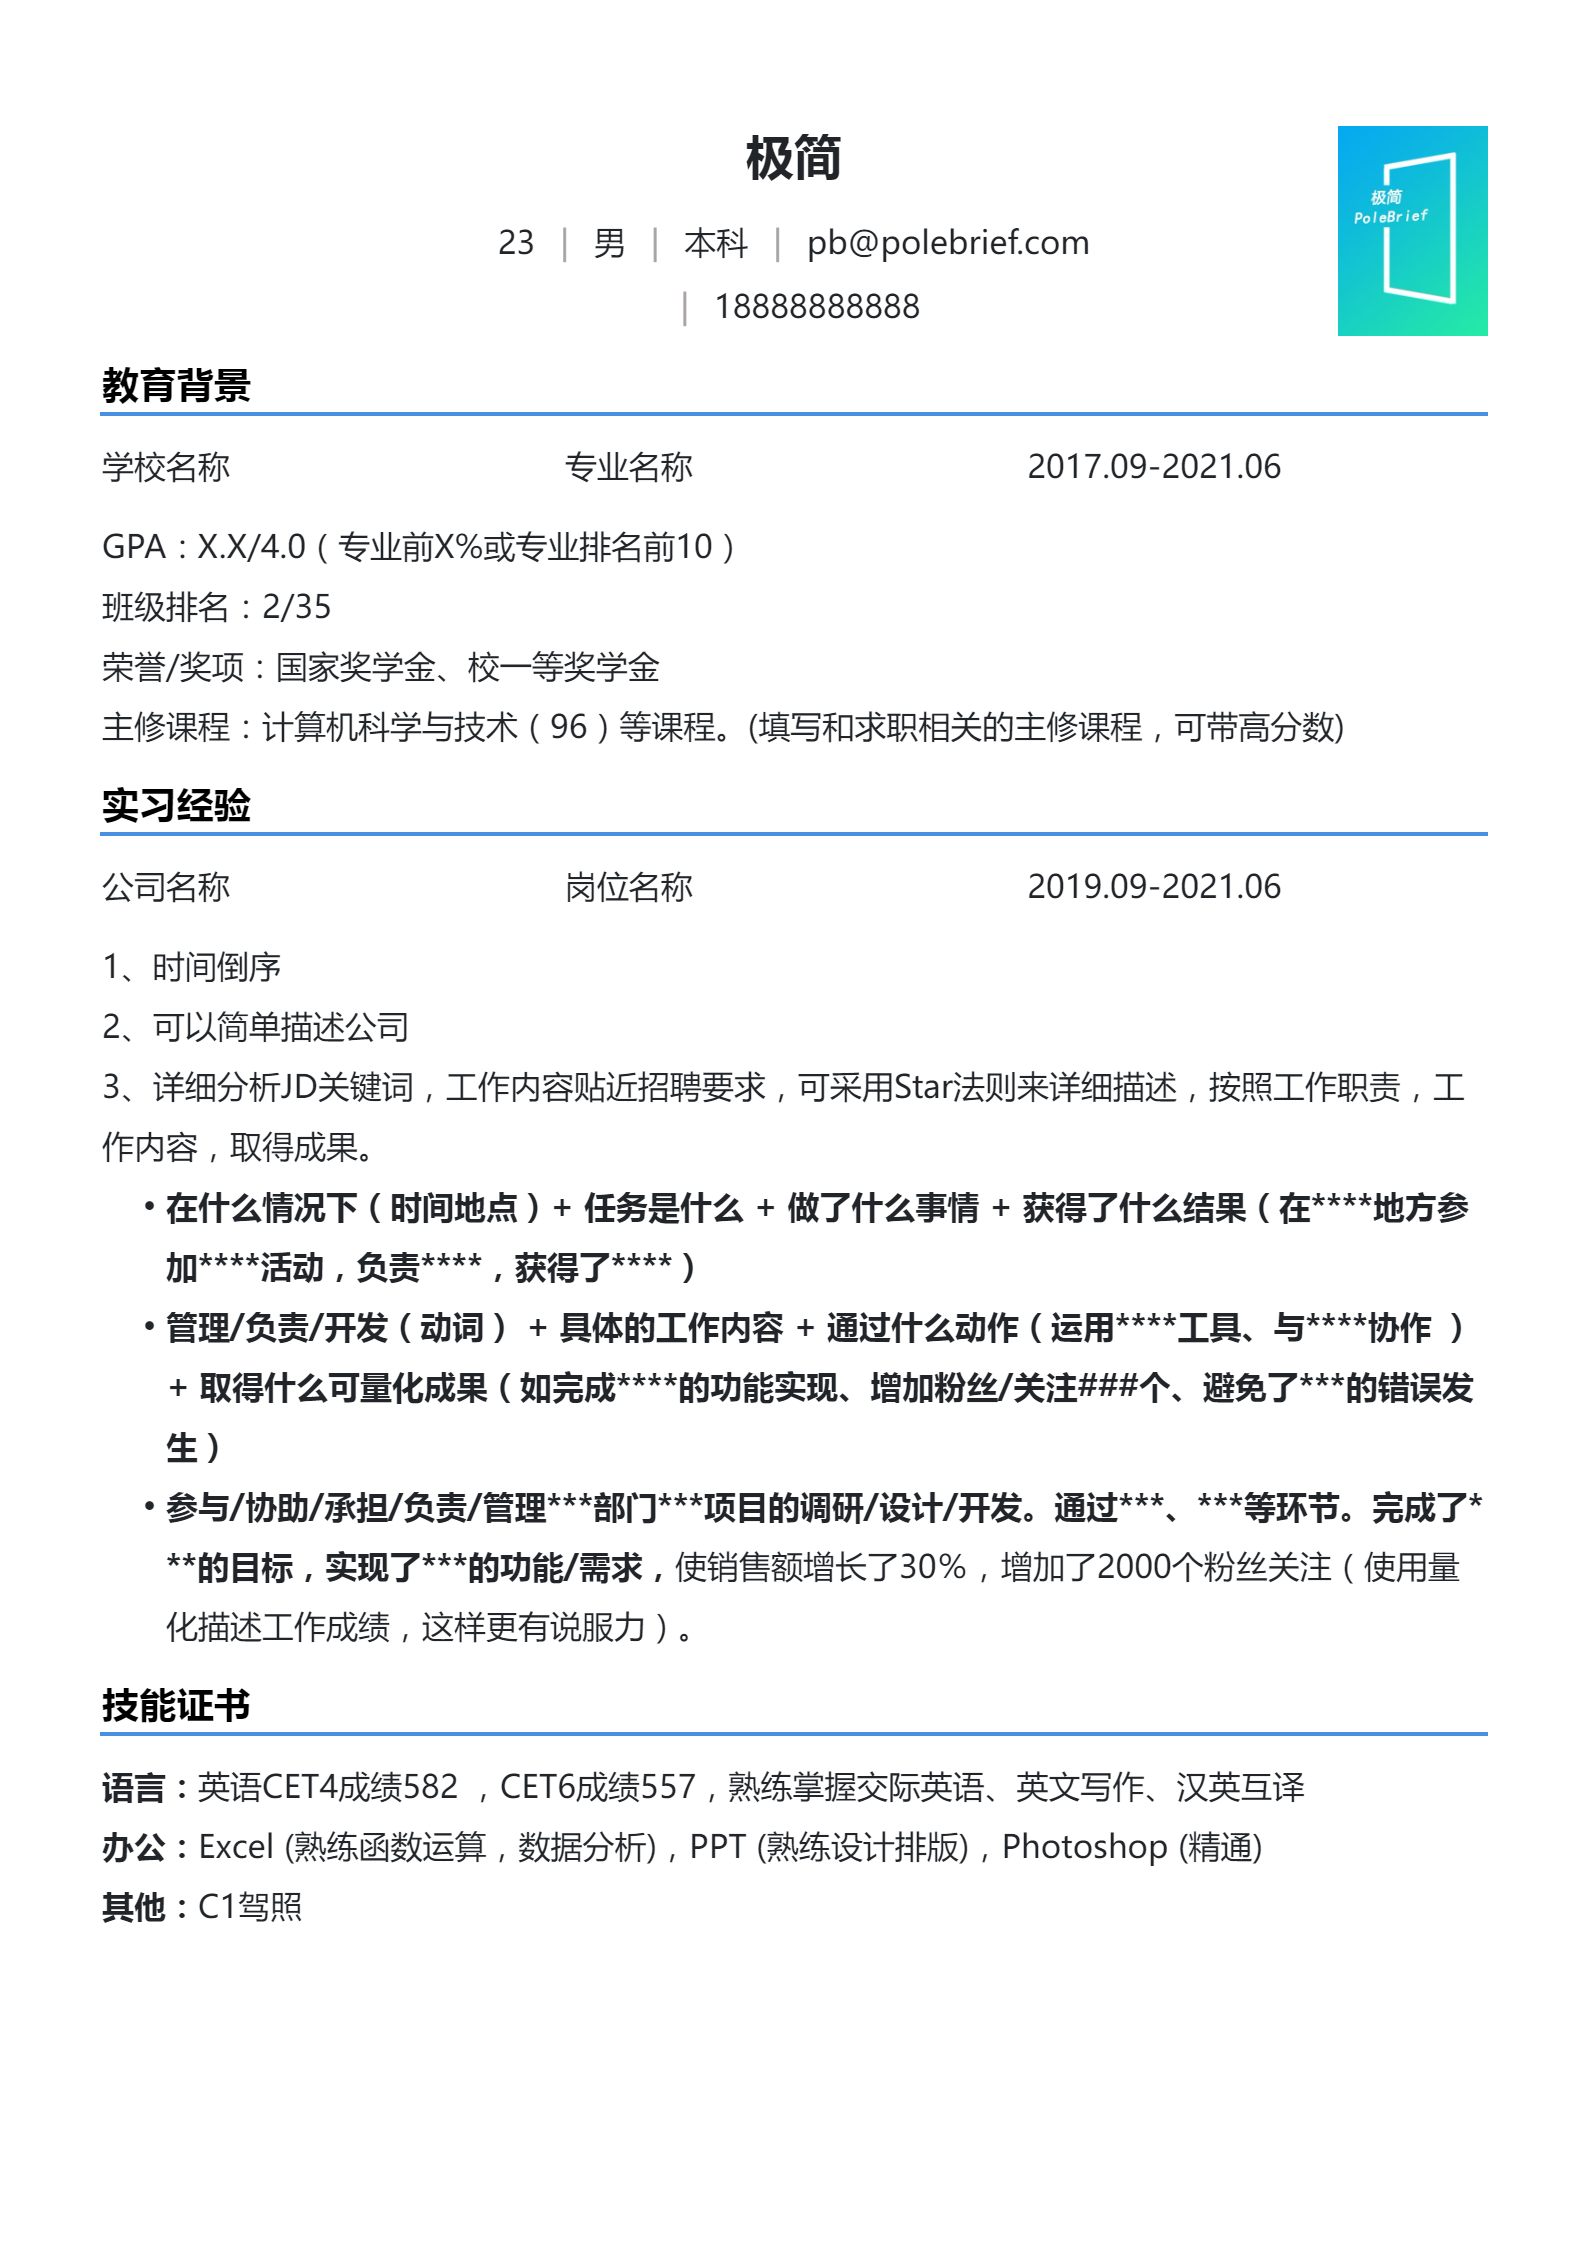 极简
极简
PoleBrief
23 | 男 | 本科 | pb@polebrief.com
| 18888888888
教育背景
学校名称 专业名称 2017.09-2021.06
GPA：X.X/4.0（专业前X%或专业排名前10）
班级排名：2/35
荣誉/奖项：国家奖学金、校一等奖学金
主修课程：计算机科学与技术（96）等课程。(填写和求职相关的主修课程，可带高分数)
实习经验
公司名称 岗位名称 2019.09-2021.06
1、时间倒序
2、可以简单描述公司
3、详细分析JD关键词，工作内容贴近招聘要求，可采用Star法则来详细描述，按照工作职责，工
作内容，取得成果。
• 在什么情况下（时间地点）+ 任务是什么 + 做了什么事情 + 获得了什么结果（在****地方参
加****活动，负责****，获得了****）
• 管理/负责/开发（动词） + 具体的工作内容 + 通过什么动作（运用****工具、与****协作 ）
+ 取得什么可量化成果（如完成****的功能实现、增加粉丝/关注###个、避免了***的错误发
生）
• 参与/协助/承担/负责/管理***部门***项目的调研/设计/开发。通过***、***等环节。完成了*
**的目标，实现了***的功能/需求，使销售额增长了30%，增加了2000个粉丝关注（使用量
化描述工作成绩，这样更有说服力）。
技能证书
语言：英语CET4成绩582 ，CET6成绩557，熟练掌握交际英语、英文写作、汉英互译
办公：Excel (熟练函数运算，数据分析)，PPT (熟练设计排版)，Photoshop (精通)
其他：C1驾照